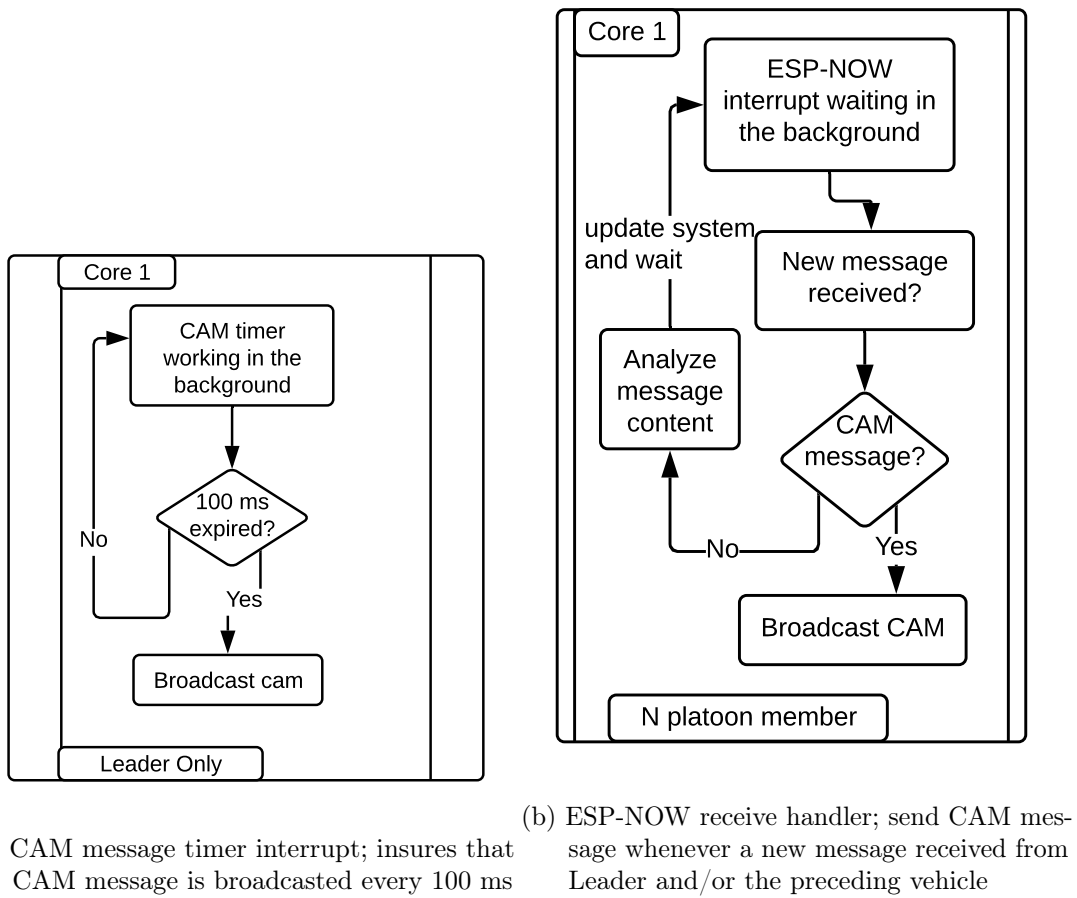 Core 1
CAM timer
working in the
background
100 ms
expired?
No
Yes
Broadcast cam
Leader Only
CAM message timer interrupt; insures that
CAM message is broadcasted every 100 ms
Core 1
ESP-NOW
interrupt waiting in
the background
update system
and wait
New message
received?
Analyze
message
content
CAM
message?
No
Yes
Broadcast CAM
N platoon member
(b) ESP-NOW receive handler; send CAM mes-
sage whenever a new message received from
Leader and/or the preceding vehicle